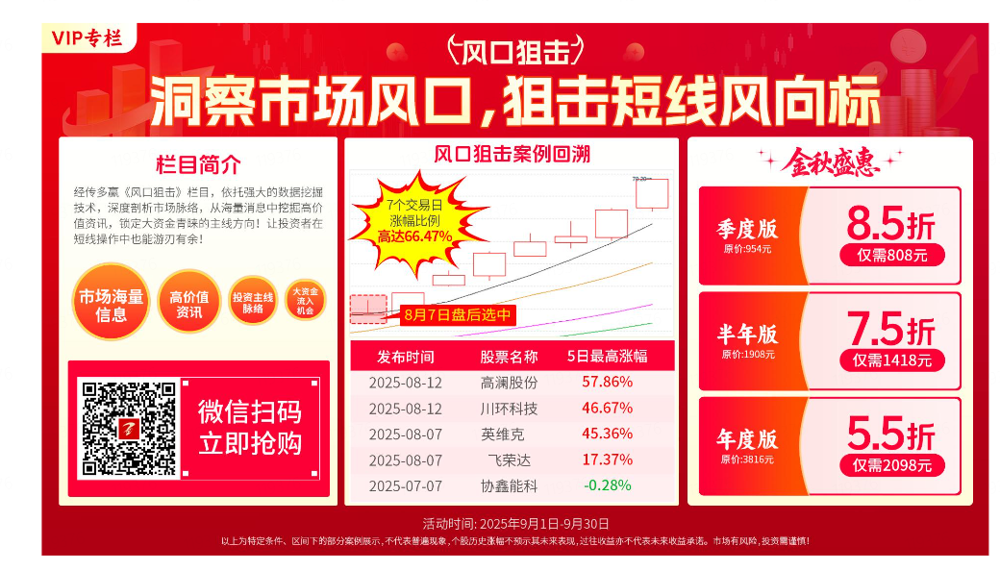 VIP专栏
风口狙击
洞察市场风口,狙击短线风向标
栏目简介
经传多赢《风口狙击》栏目，依托强大的数据挖掘
技术，深度剖析市场脉络，从海量消息中挖掘高价
值资讯，锁定大资金青睐的主线方向！让投资者在
短线操作中也能游刃有余！
市场海量
信息
高价值
资讯
投资主线
脉络
大资金
流入
机会
微信扫码
立即抢购
风口狙击案例回溯
7个交易日
涨幅比例
高达66.47%
8月7日盘后选中
发布时间 股票名称 5日最高涨幅
2025-08-12 高澜股份 57.86%
2025-08-12 川环科技 46.67%
2025-08-07 英维克 45.36%
2025-08-07 飞荣达 17.37%
2025-07-07 协鑫能科 -0.28%
金秋盛惠
季度版
原价:954元
8.5折
仅需808元
半年版
原价:1908元
7.5折
仅需1418元
年度版
原价:3816元
5.5折
仅需2098元
活动时间: 2025年9月1日-9月30日
以上为特定条件、区间下的部分案例展示,不代表普遍现象,个股历史涨幅不预示其未来表现,过往收益亦不代表未来收益承诺。市场有风险,投资需谨慎！